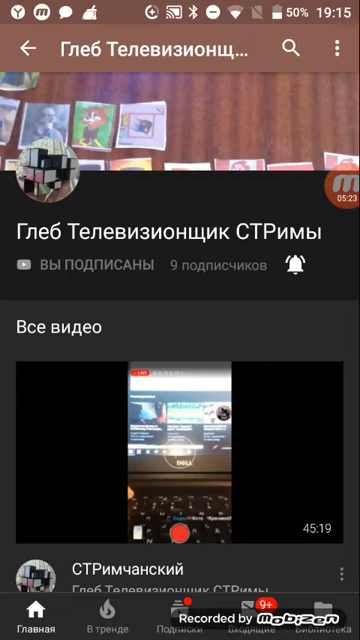 50% 19:15
Глеб Телевизионщ...
05:23
Глеб Телевизионщик СТРимы
ВЫ ПОДПИСАНЫ 9 подписчиков
Все видео
LIVE
DELL
45:19
СТРимчанский
Глеб Телевизионщик СТРимы
9+
Главная В тренде Подписки Входящие Библиотека
Recorded by Mobizen